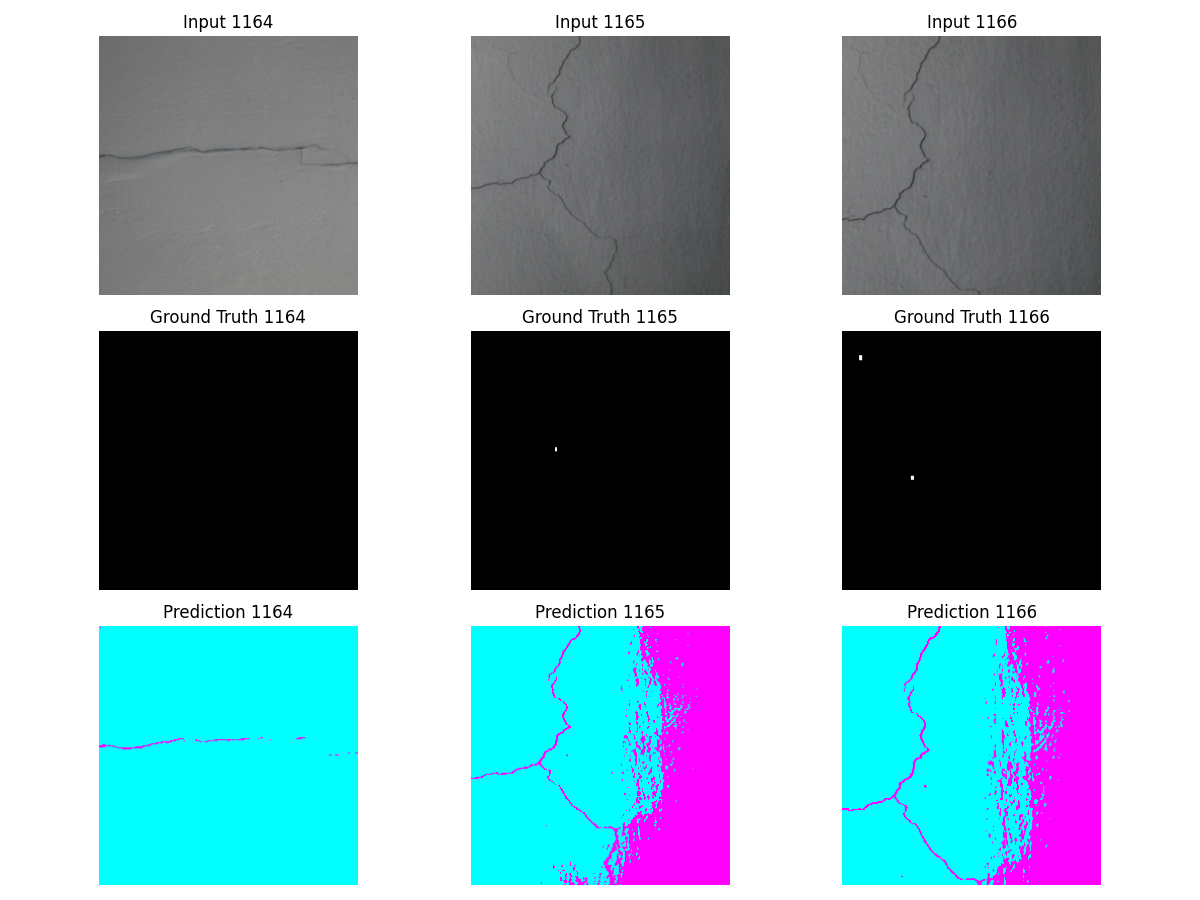 Input 1164
Input 1165
Input 1166
Ground Truth 1164
Ground Truth 1165
Ground Truth 1166
Prediction 1164
Prediction 1165
Prediction 1166